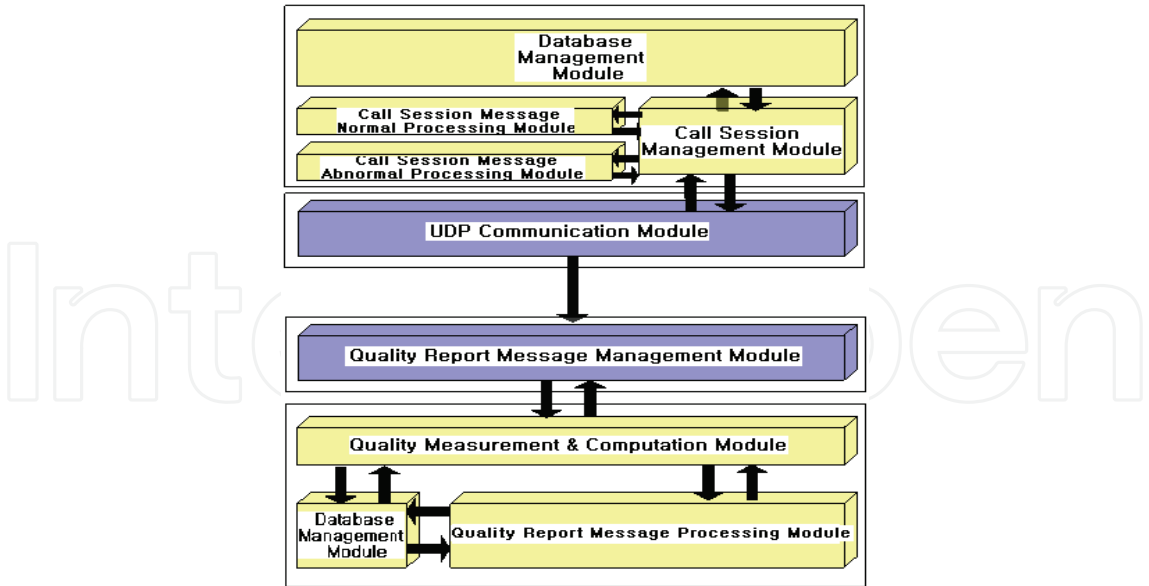 Database
Management
Module
Call Session Message
Normal Processing Module
Call Session Message
Abnormal Processing Module
Call Session
Management Module
UDP Communication Module
Quality Report Message Management Module
Quality Measurement & Computation Module
Database
Management
Module
Quality Report Message Processing Module